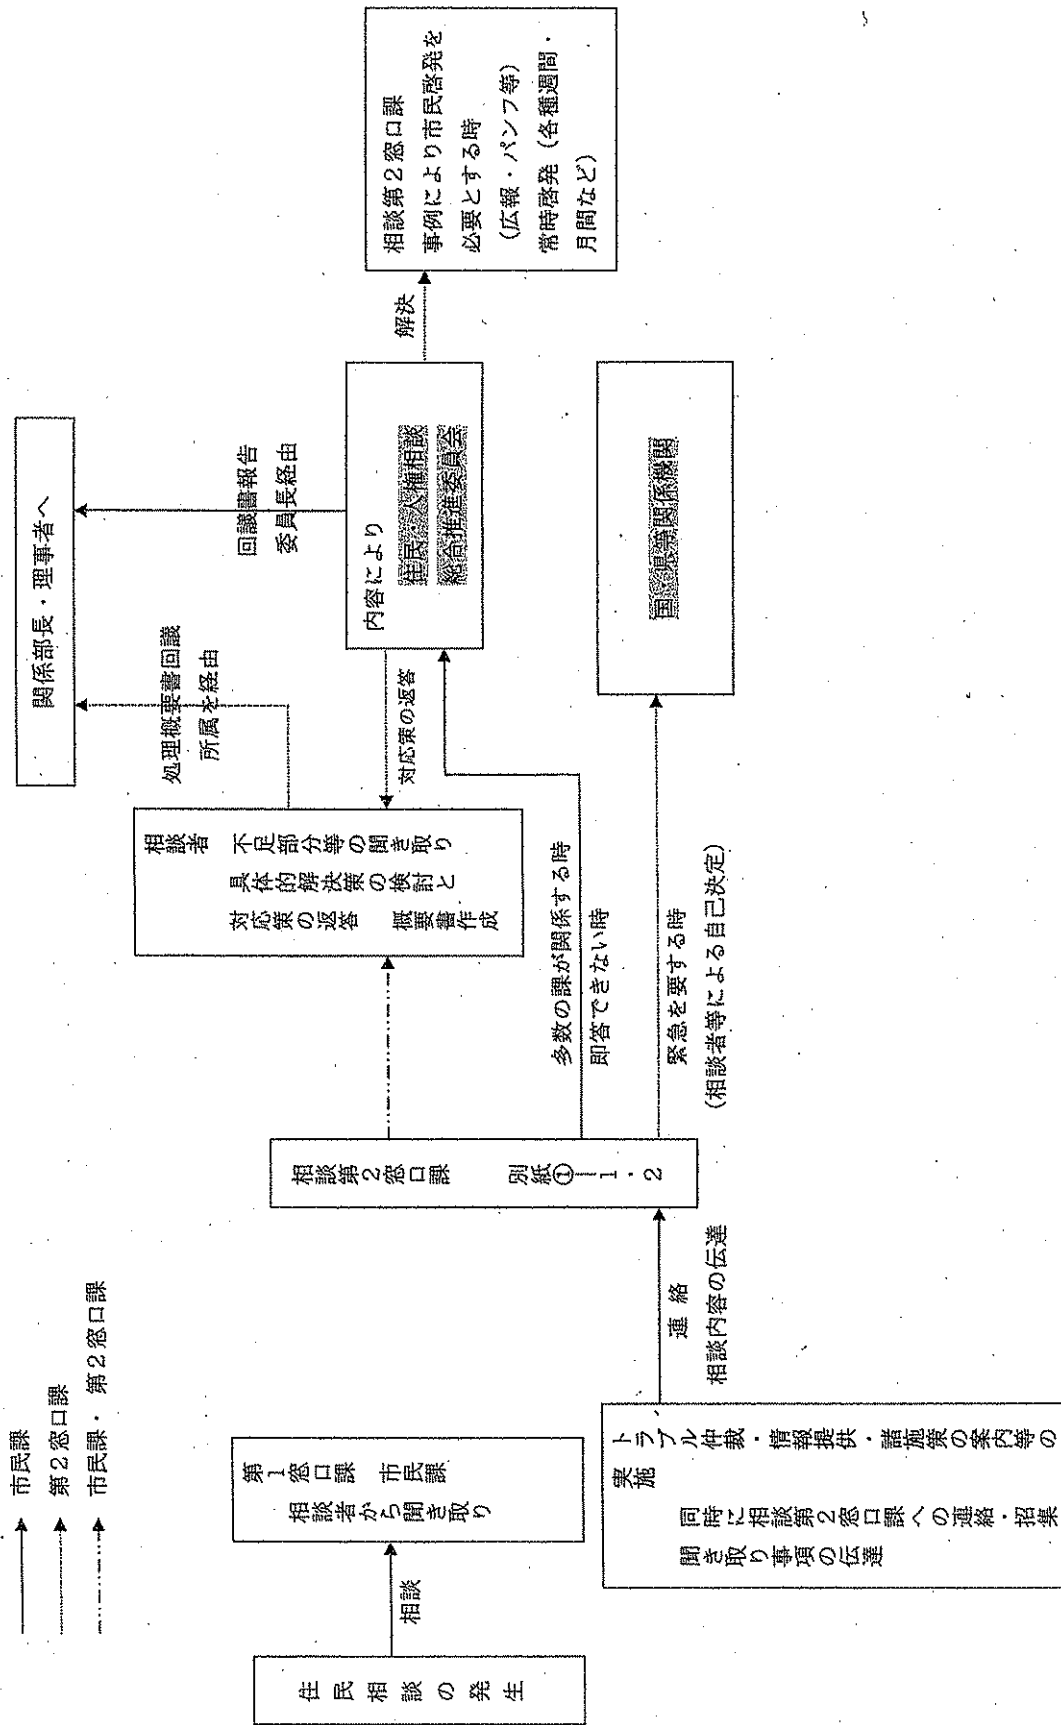 市民課
第2窓口課
市民課・第2窓口課
住民相談の発生
相談
第1窓口課　市民課
相談者から聞き取り
トラブル仲裁・情報提供・諸施策の案内等の
実施
同時に相談第2窓口課への連絡・招集
聞き取り事項の伝達
連絡
相談内容の伝達
相談第2窓口課　別紙①―1・2
多数の課が関係する時
即答できない時
緊急を要する時
（相談者等による自己決定）
相談者　不足部分等の聞き取り
具体的解決策の検討と
対応策の返答　概要書作成
処理概要書回議
所属を経由
関係部長・理事者へ
回議書報告
委員長経由
対応策の返答
内容により
住民・人権相談
総合推進委員会
国・県等関係機関
解決
相談第2窓口課
事例により市民啓発を
必要とする時
（広報・パンフ等）
常時啓発（各種週間・
月間など）